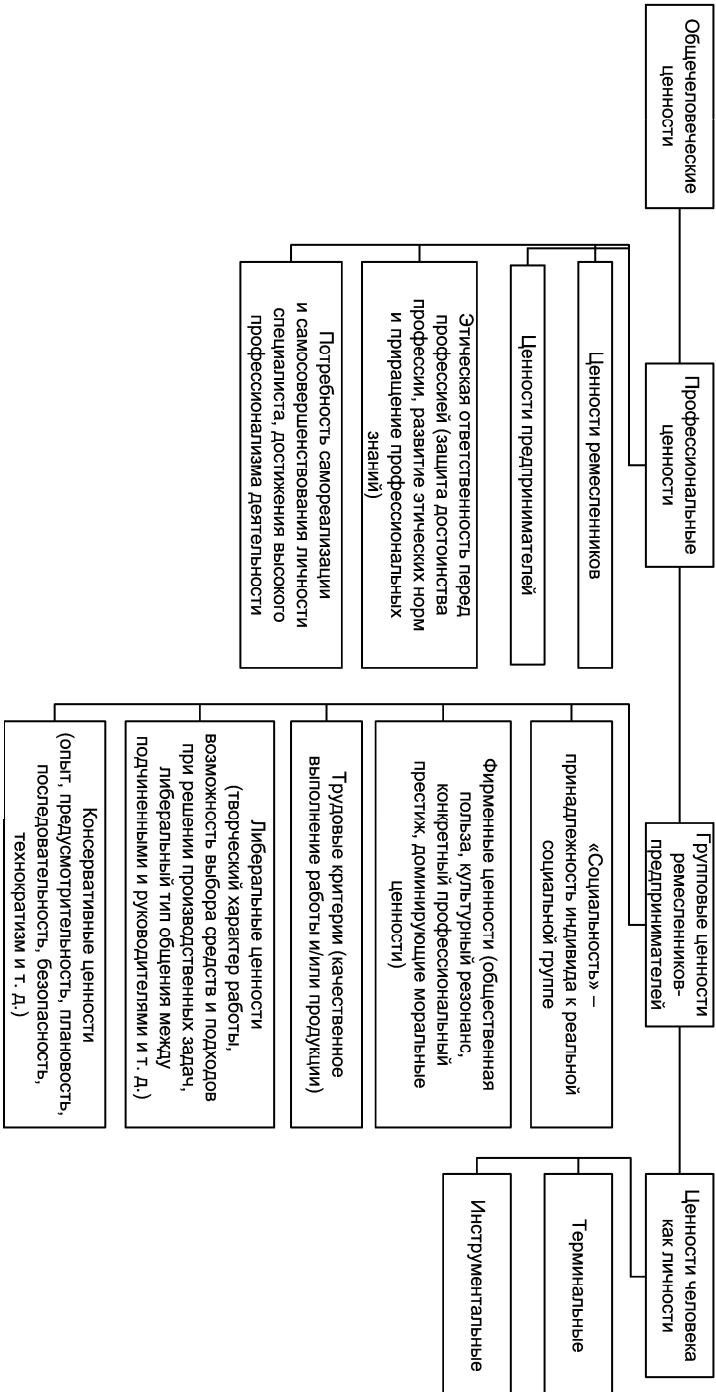 Общечеловеческие
ценности
Профессиональные
ценности
Ценности ремесленников
Ценности предпринимателей
Этическая ответственность перед
профессией (защита достоинства
профессии, развитие этических норм
и приращение профессиональных
знаний)
Потребность самореализации
и самосовершенствования личности
специалиста, достижения высокого
профессионализма деятельности
Групповые ценности
ремесленников-
предпринимателей
«Социальность» –
принадлежность индивида к реальной
социальной группе
Фирменные ценности (общественная
польза, культурный резонанс,
конкретный профессиональный
престиж, доминирующие моральные
ценности)
Трудовые критерии (качественное
выполнение работы и/или продукции)
Либеральные ценности
(творческий характер работы,
возможность выбора средств и подходов
при решении производственных задач,
либеральный тип общения между
подчиненными и руководителями и т. д.)
Консервативные ценности
(опыт, предусмотрительность, плановость,
последовательность, безопасность,
технократизм и т. д.)
Ценности человека
как личности
Терминальные
Инструментальные